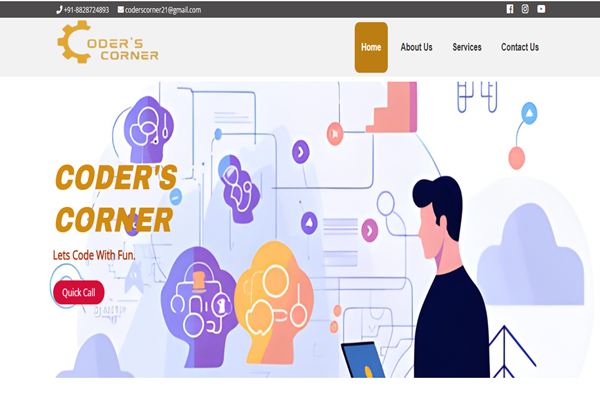 +91-8828724893 coderscorner21@gmail.com
CODER'S
CORNER
Home About Us Services Contact Us
CODER'S
CORNER
Lets Code With Fun.
Quick Call